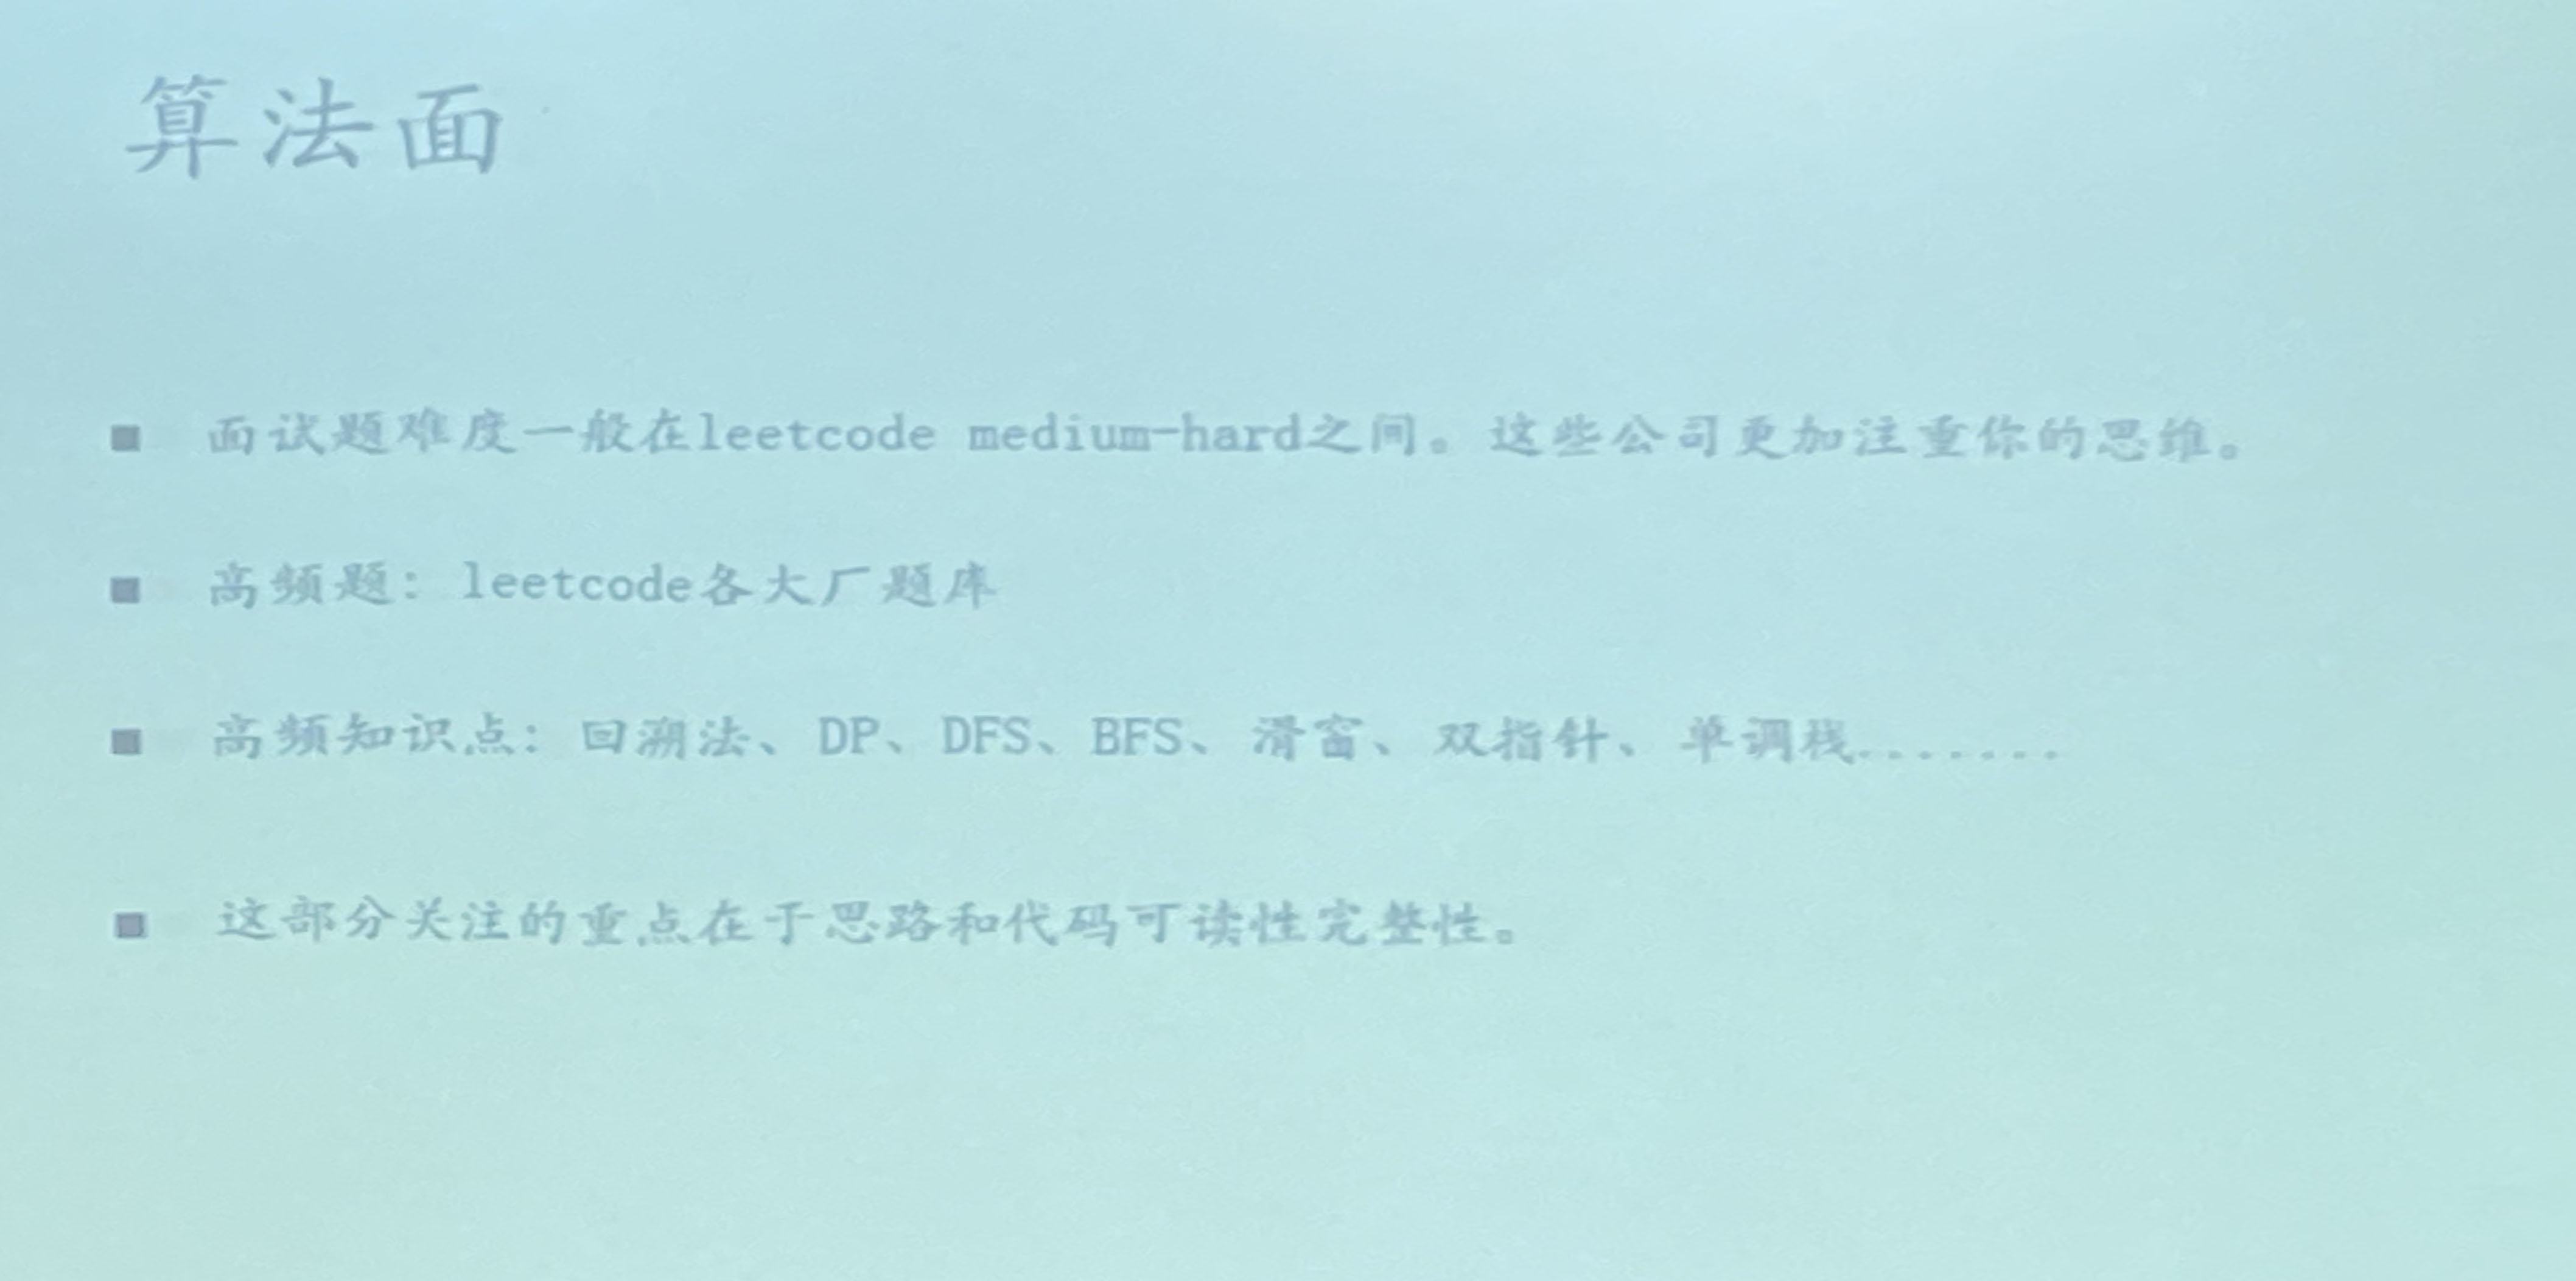 算法面
■ 面试题难度一般在leetcode medium-hard之间。这些公司更加注重你的思维。
■ 高频题：leetcode各大厂题库
■ 高频知识点：回溯法、DP、DFS、BFS、滑窗、双指针、单调栈.......
■ 这部分关注的重点在于思路和代码可读性完整性。